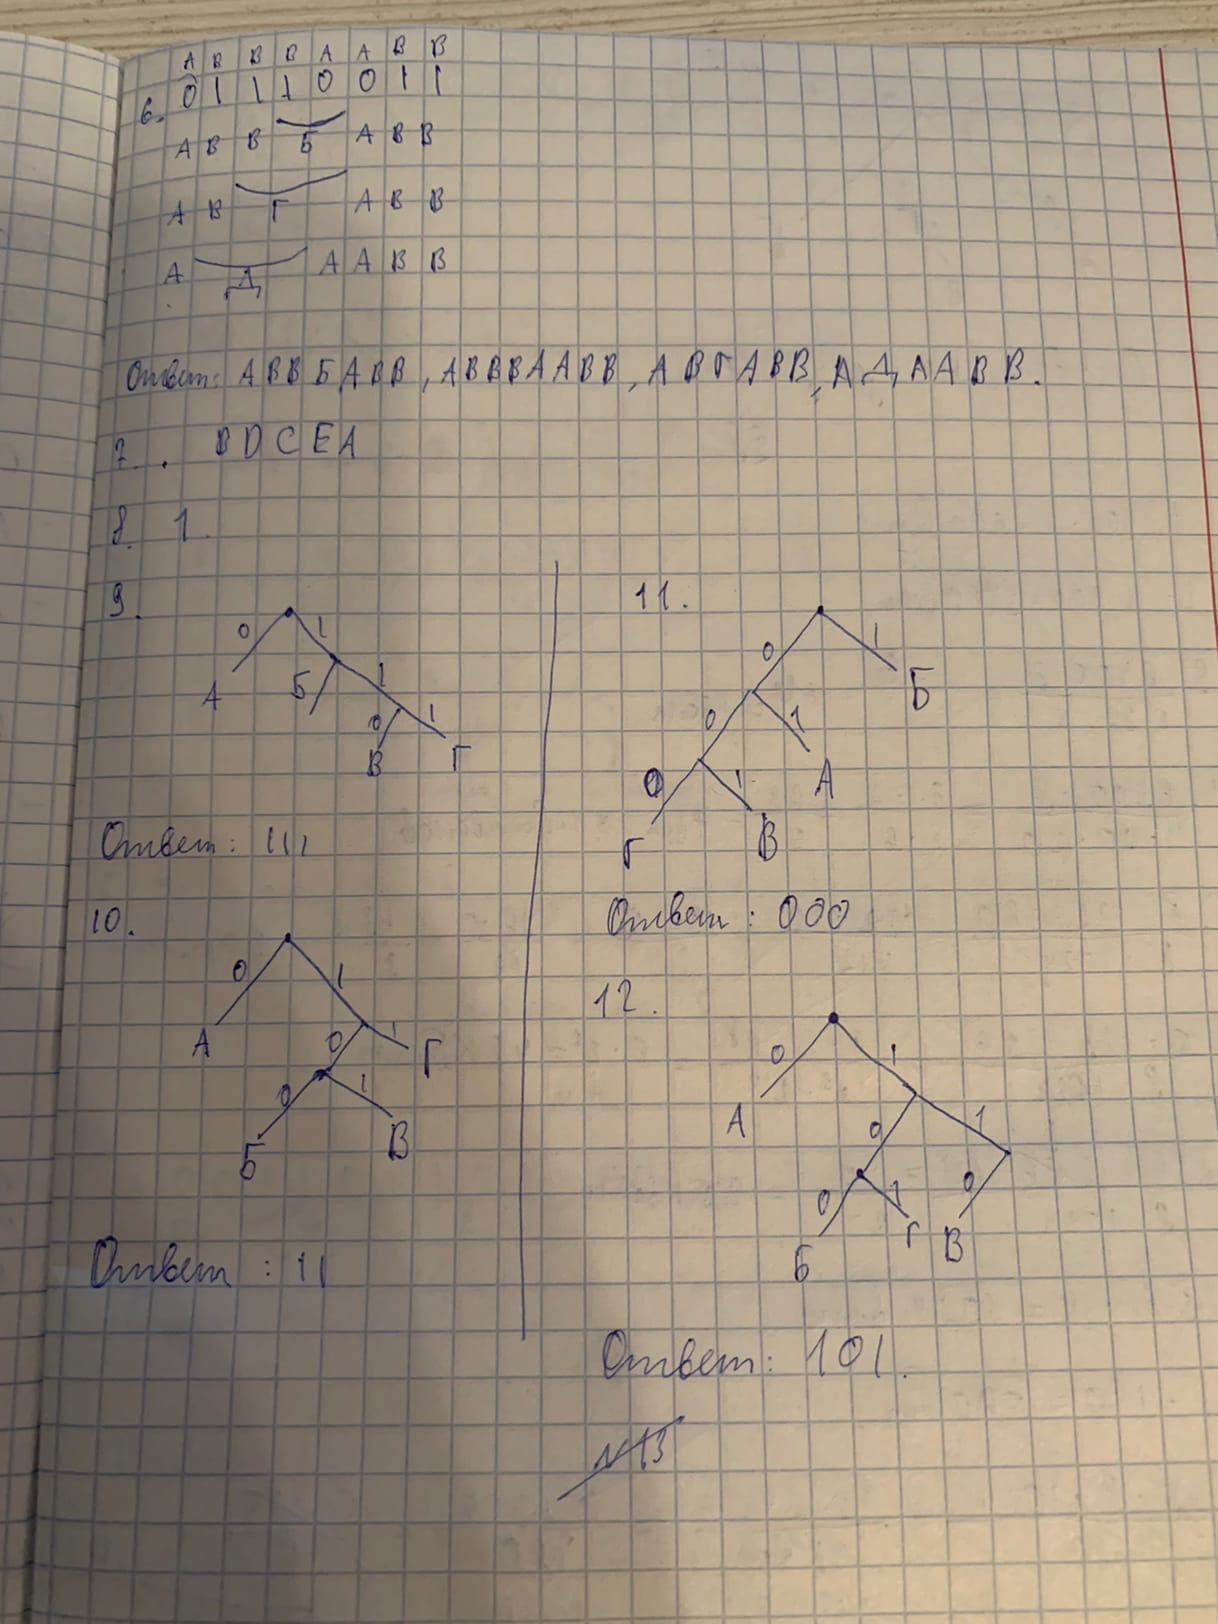 А В В В А А В В
6. 0 1 1 1 0 0 1 1
А В В Б А В В
А В Г А В В
А Д А А В В
Ответ: АВВБАВВ, АВВВААВВ, АВГАВВ, АДААВВ.
7. BDCEA
8. 1.
9.
0 1
А Б 1
0 1
В Г
Ответ: 111
10.
0 1
А 0 1 Г
0 1
Б В
Ответ: 11
11.
0 1
Б
0 1
А
0 1
Г В
Ответ: 000
12.
0 1
А 0 1
0 1 0
Б Г В
Ответ: 101.
№13